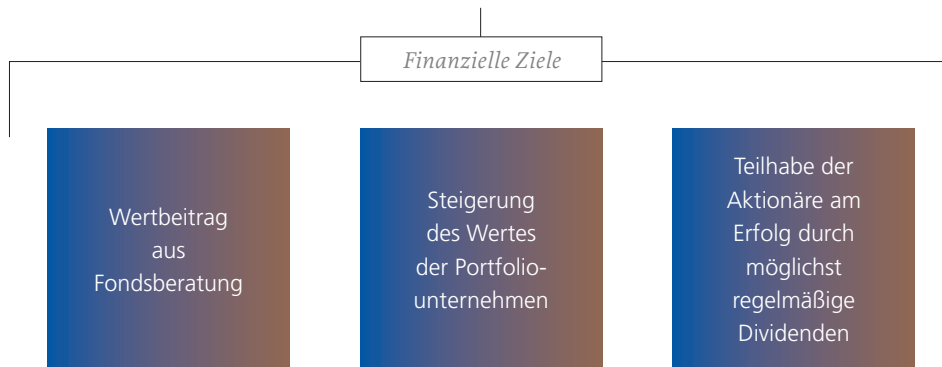 Finanzielle Ziele
Wertbeitrag
aus
Fondsberatung
Steigerung
des Wertes
der Portfolio-
unternehmen
Teilhabe der
Aktionäre am
Erfolg durch
möglichst
regelmäßige
Dividenden